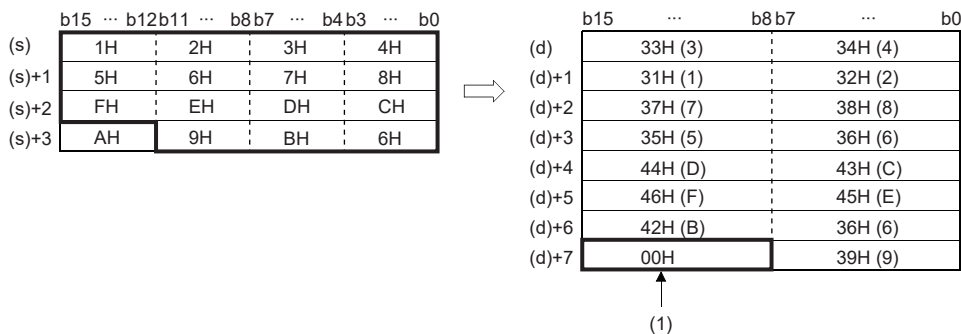 b15 ··· b12 b11 ··· b8 b7 ··· b4 b3 ··· b0
(s) 1H 2H 3H 4H
(s)+1 5H 6H 7H 8H
(s)+2 FH EH DH CH
(s)+3 AH 9H BH 6H
b15 ··· b8 b7 ··· b0
(d) 33H (3) 34H (4)
(d)+1 31H (1) 32H (2)
(d)+2 37H (7) 38H (8)
(d)+3 35H (5) 36H (6)
(d)+4 44H (D) 43H (C)
(d)+5 46H (F) 45H (E)
(d)+6 42H (B) 36H (6)
(d)+7 00H 39H (9)
(1)